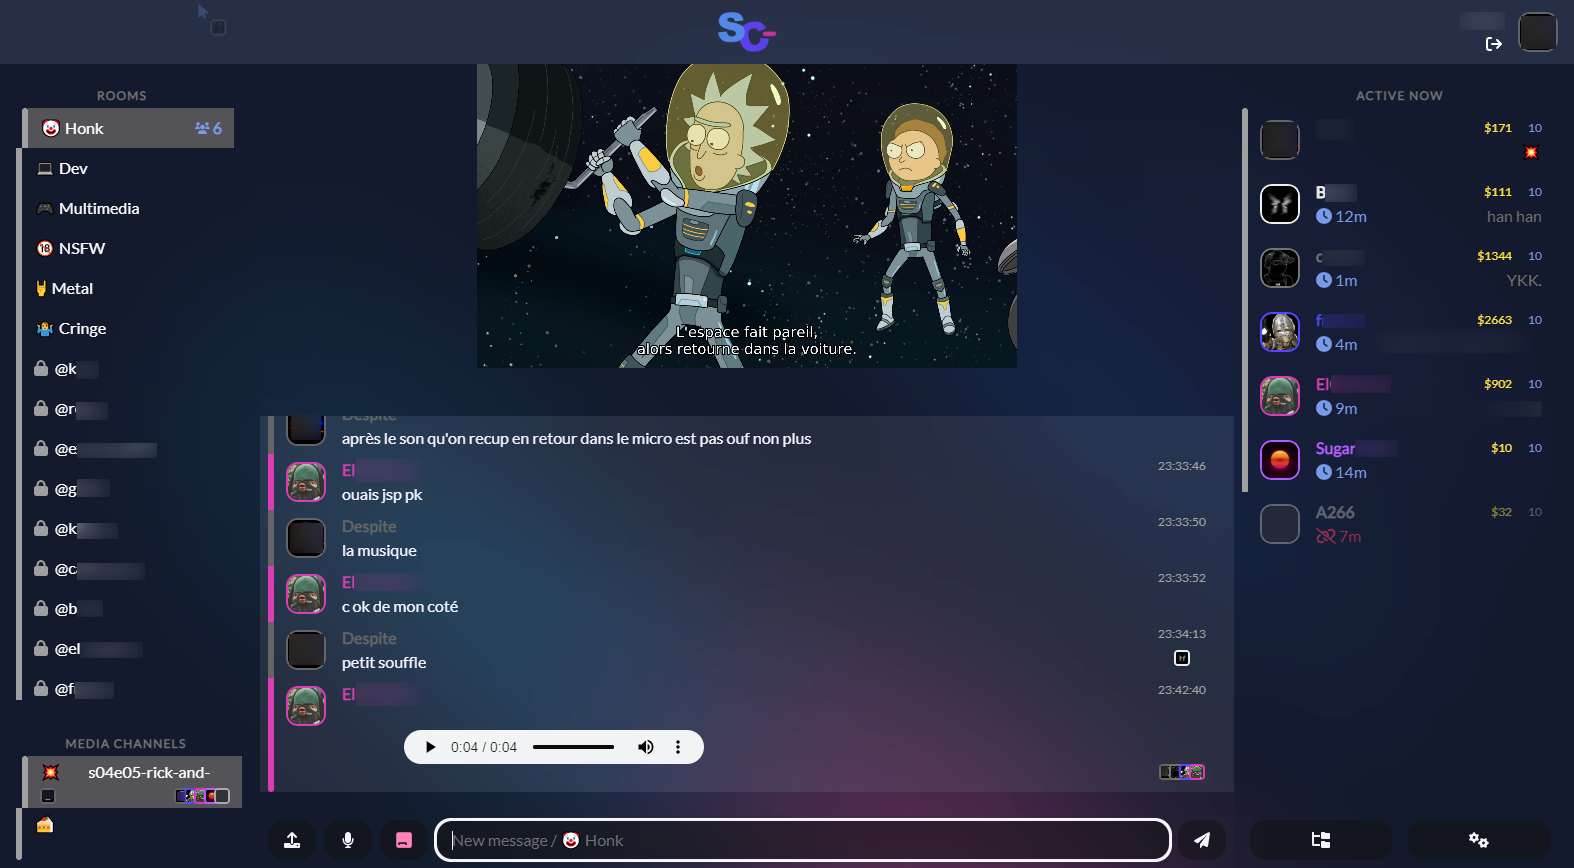 SC-
ROOMS
Honk 6
Dev
Multimedia
NSFW
Metal
Cringe
@k
@r
@e
@g
@k
@c
@b
@el
@f
MEDIA CHANNELS
s04e05-rick-and-
L'espace fait pareil,
alors retourne dans la voiture.
Despite
après le son qu'on recup en retour dans le micro est pas ouf non plus
El 23:33:46
ouais jsp pk
Despite 23:33:50
la musique
El 23:33:52
c ok de mon coté
Despite 23:34:13
petit souffle
El 23:42:40
0:04 / 0:04
New message / Honk
ACTIVE NOW
$171 10
B $111 10
12m han han
c $1344 10
1m YKK.
f $2663 10
4m
El $902 10
9m
Sugar $10 10
14m
A266 $32 10
7m